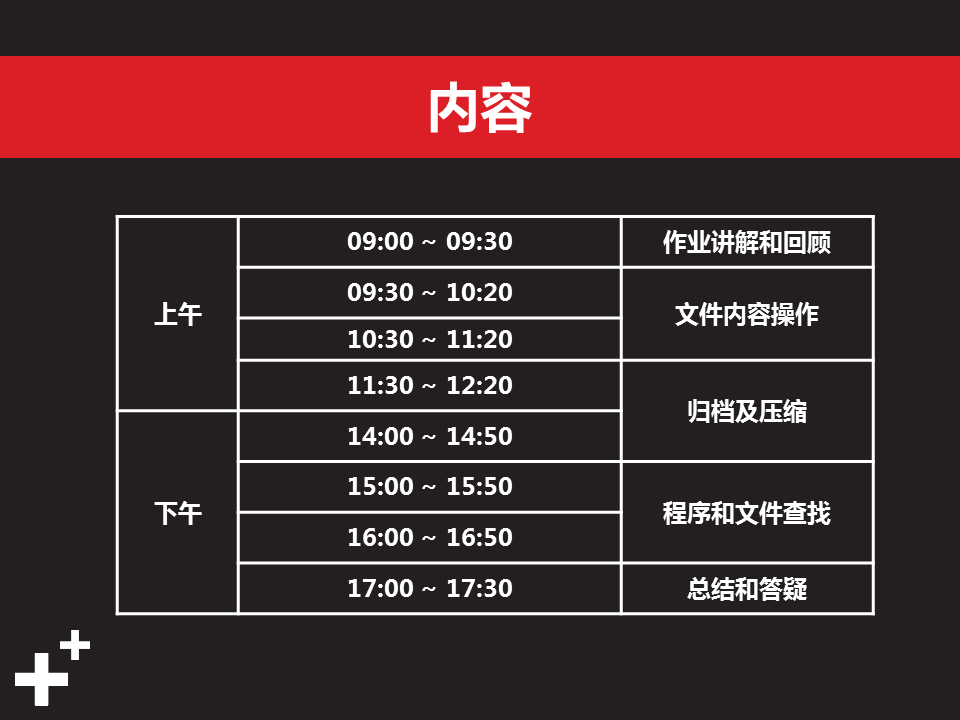 内容
上午
09:00 ~ 09:30
作业讲解和回顾
09:30 ~ 10:20
文件内容操作
10:30 ~ 11:20
11:30 ~ 12:20
归档及压缩
下午
14:00 ~ 14:50
15:00 ~ 15:50
程序和文件查找
16:00 ~ 16:50
17:00 ~ 17:30
总结和答疑